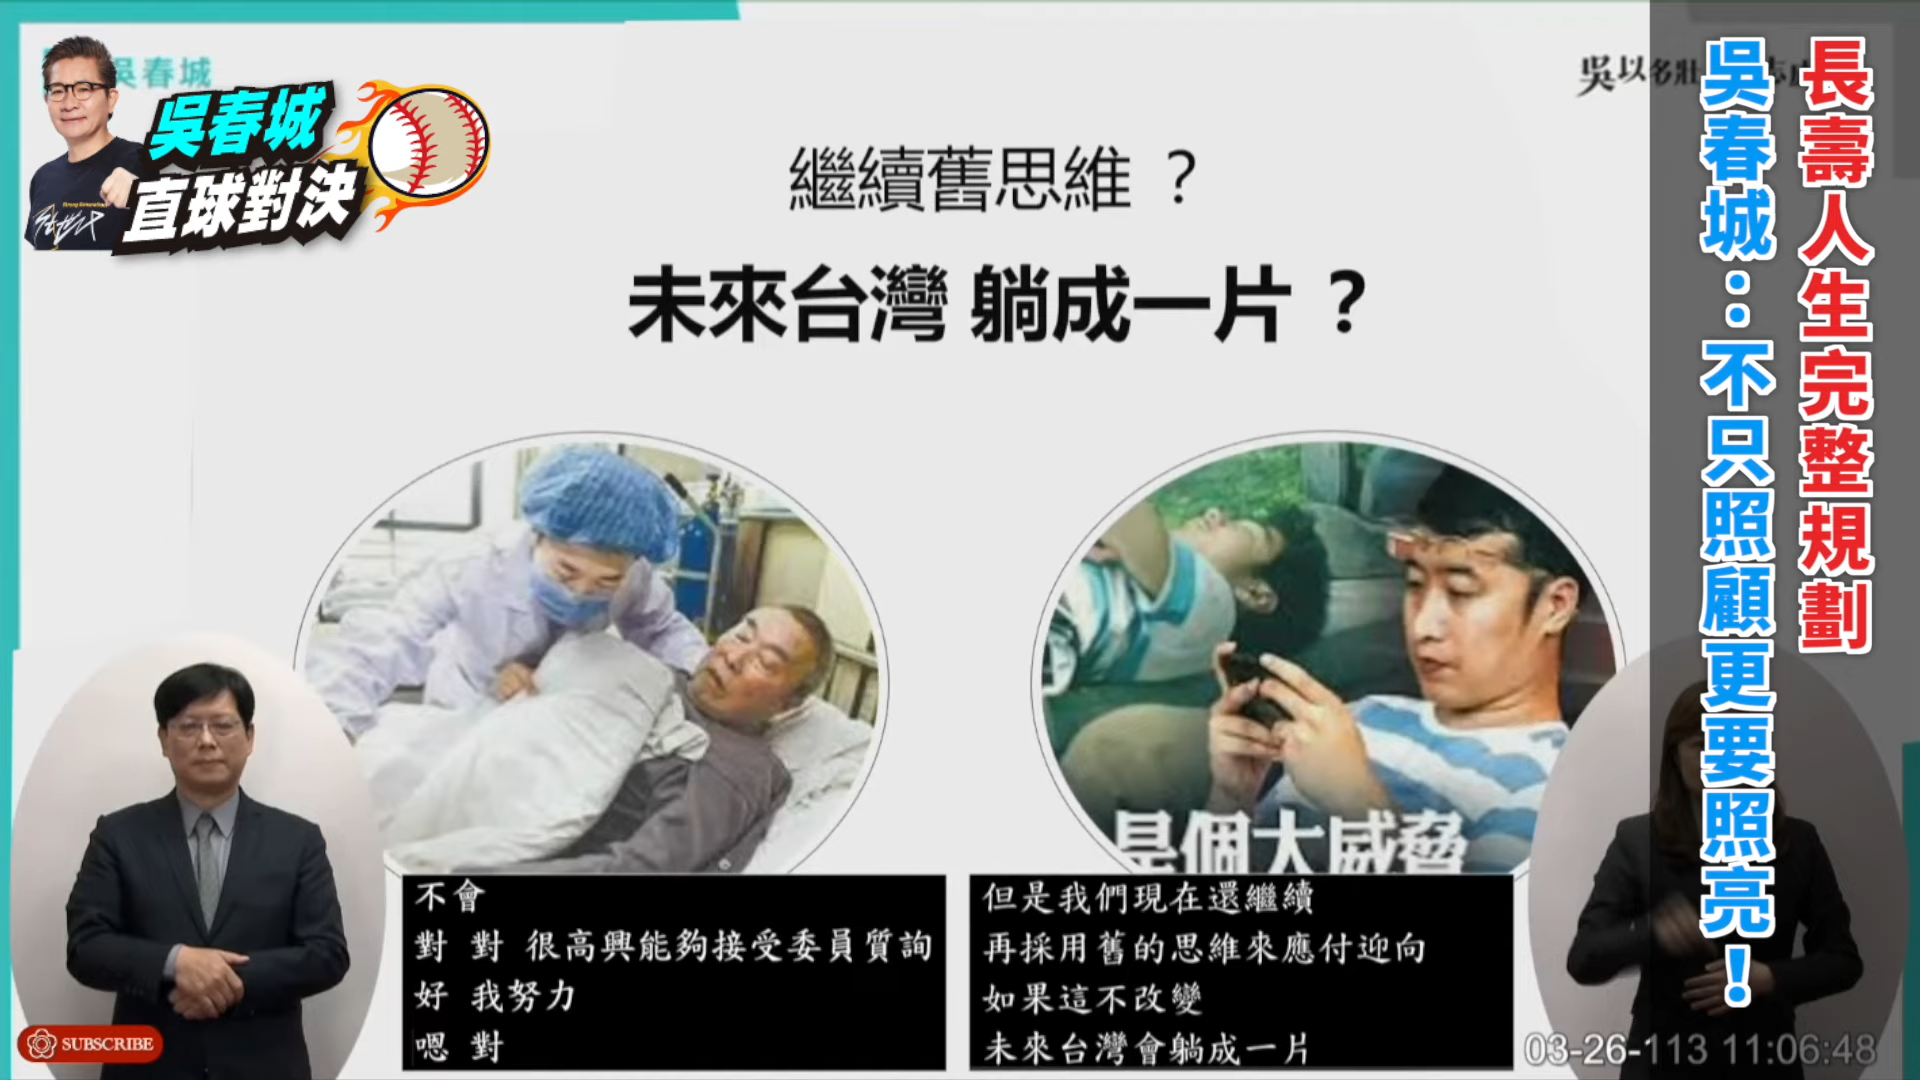 吳春城
吳春城
直球對決
吳以
繼續舊思維？
未來台灣 躺成一片？
長壽人生完整規劃
吳春城：不只照顧更要照亮！
是個大威脅
不會
對 對 很高興能夠接受委員質詢
好 我努力
嗯 對
但是我們現在還繼續
再採用舊的思維來應付迎向
如果這不改變
未來台灣會躺成一片
SUBSCRIBE
03-26-113 11:06:48